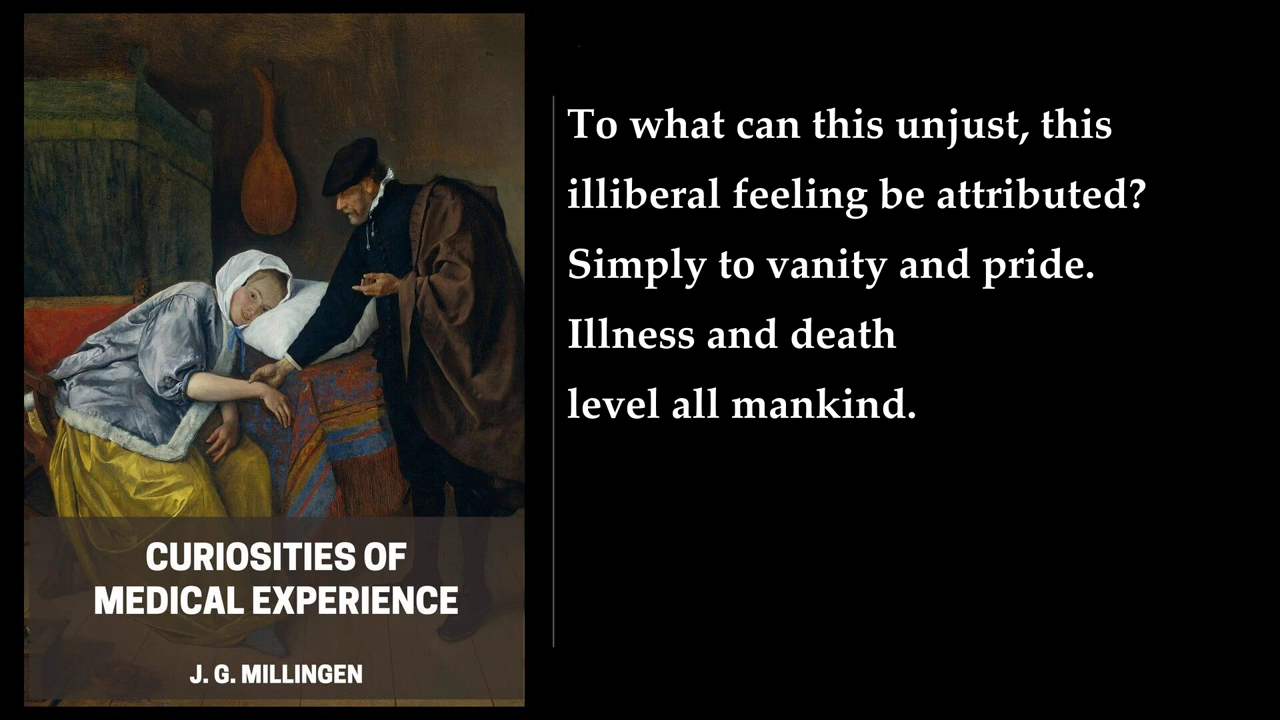 To what can this unjust, this
illiberal feeling be attributed?
Simply to vanity and pride.
Illness and death
level all mankind.
CURIOSITIES OF
MEDICAL EXPERIENCE
J. G. MILLINGEN